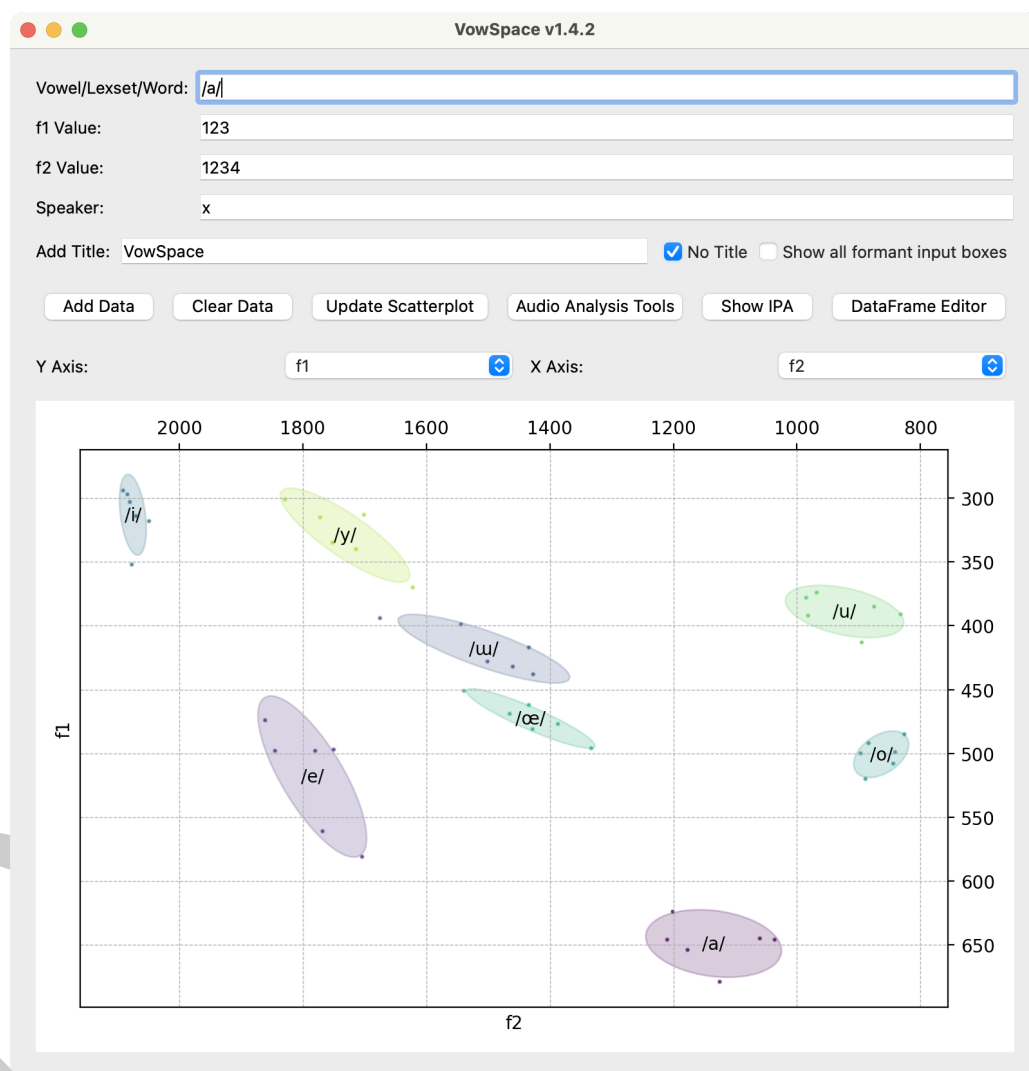 VowSpace v1.4.2
Vowel/Lexset/Word: /a/
f1 Value: 123
f2 Value: 1234
Speaker: x
Add Title: VowSpace No Title Show all formant input boxes
Add Data Clear Data Update Scatterplot Audio Analysis Tools Show IPA DataFrame Editor
Y Axis: f1 X Axis: f2
2000 1800 1600 1400 1200 1000 800
300
/i/
/y/
350
/u/
400
/ɯ/
450
/œ/
f1
/o/ 500
/e/
550
600
/a/ 650
f2